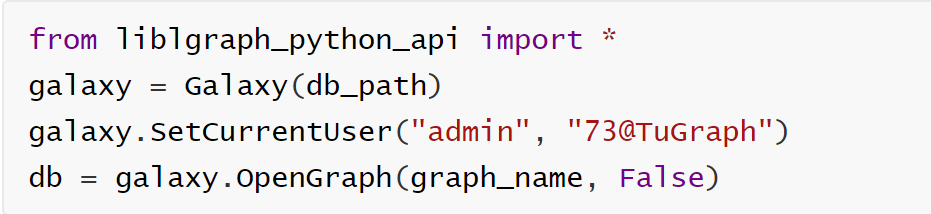 from liblgraph_python_api import *
galaxy = Galaxy(db_path)
galaxy.SetCurrentUser("admin", "73@TuGraph")
db = galaxy.OpenGraph(graph_name, False)